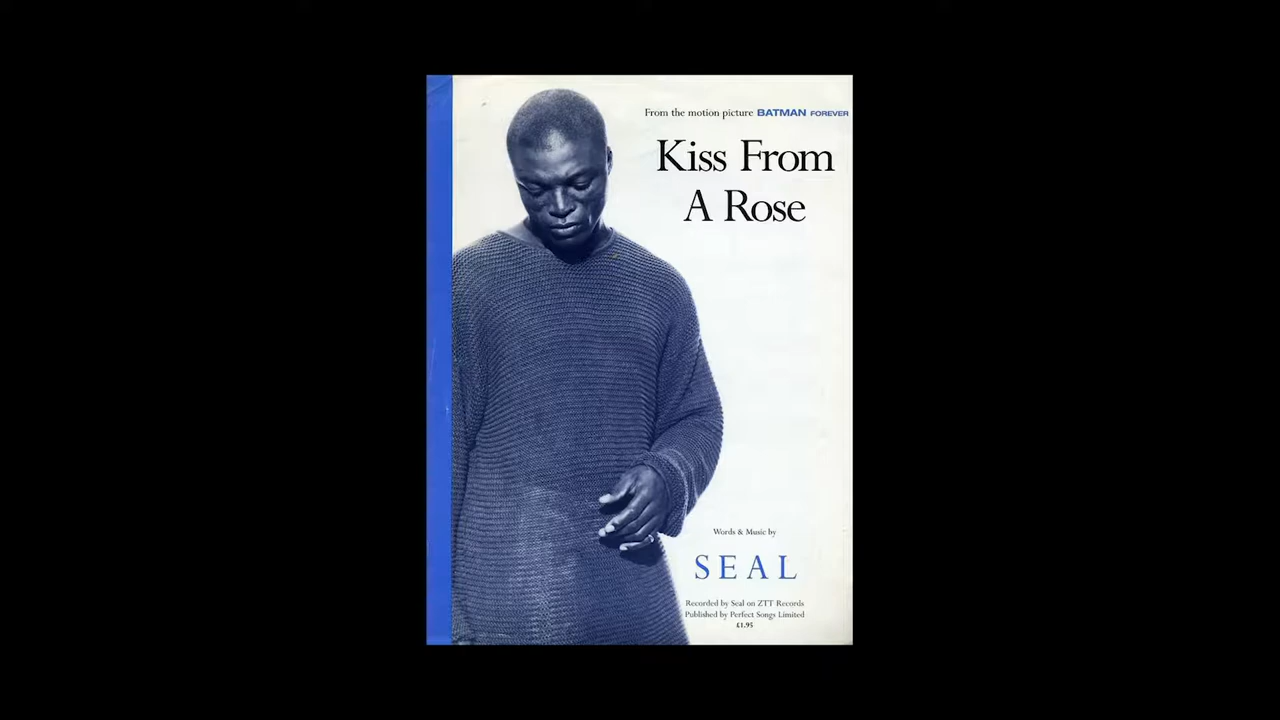 From the motion picture BATMAN FOREVER
Kiss From
A Rose
Words & Music by
SEAL
Recorded by Seal on ZTT Records
Published by Perfect Songs Limited
£1.95